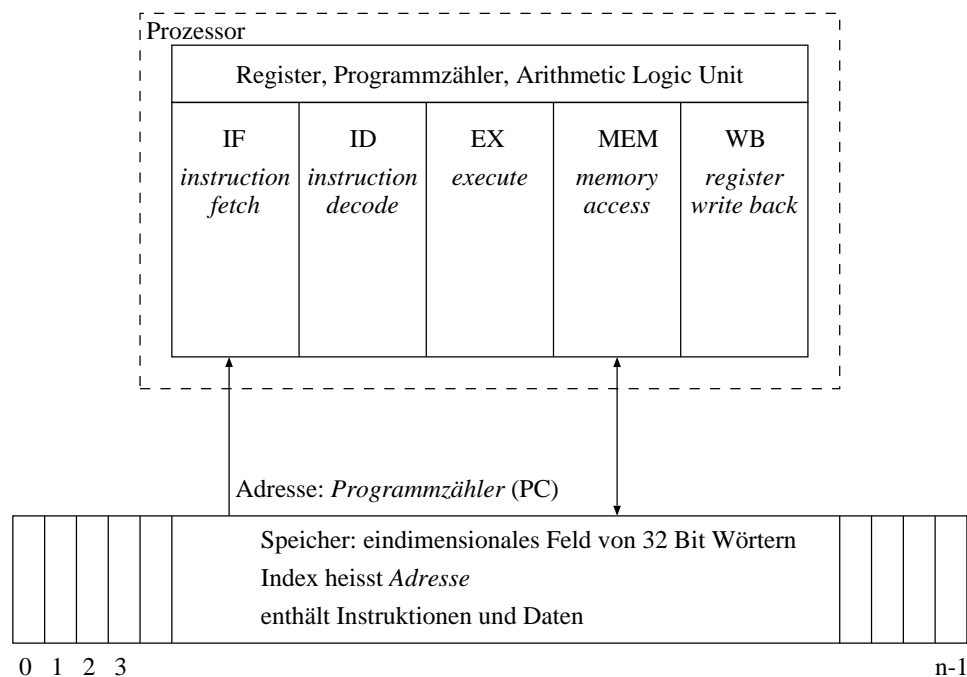 Prozessor
Register, Programmzähler, Arithmetic Logic Unit
IF
instruction
fetch
ID
instruction
decode
EX
execute
MEM
memory
access
WB
register
write back
Adresse: Programmzähler (PC)
Speicher: eindimensionales Feld von 32 Bit Wörtern
Index heisst Adresse
enthält Instruktionen und Daten
0 1 2 3 n-1